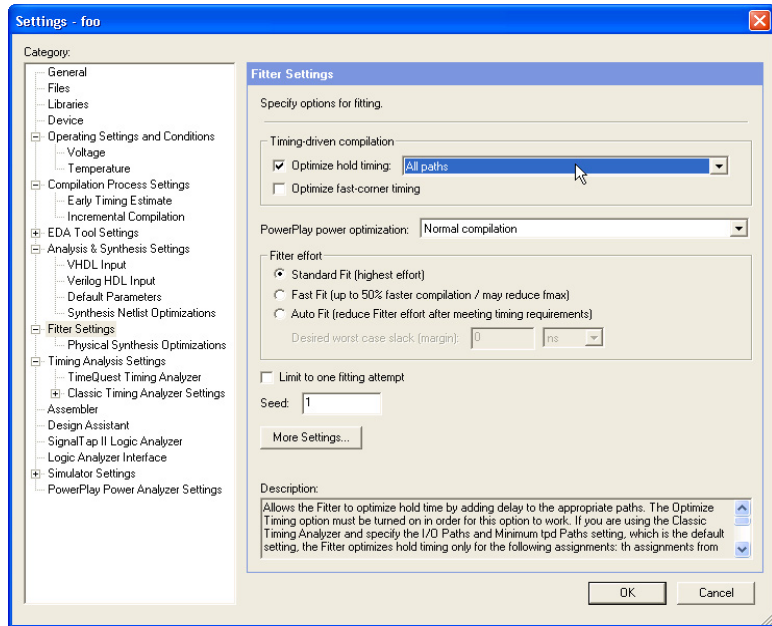 Settings - foo
Category:
General
Files
Libraries
Device
Operating Settings and Conditions
Voltage
Temperature
Compilation Process Settings
Early Timing Estimate
Incremental Compilation
EDA Tool Settings
Analysis & Synthesis Settings
VHDL Input
Verilog HDL Input
Default Parameters
Synthesis Netlist Optimizations
Fitter Settings
Physical Synthesis Optimizations
Timing Analysis Settings
TimeQuest Timing Analyzer
Classic Timing Analyzer Settings
Assembler
Design Assistant
SignalTap II Logic Analyzer
Logic Analyzer Interface
Simulator Settings
PowerPlay Power Analyzer Settings
Fitter Settings
Specify options for fitting.
Timing-driven compilation
Optimize hold timing: All paths
Optimize fast-corner timing
PowerPlay power optimization: Normal compilation
Fitter effort
Standard Fit (highest effort)
Fast Fit (up to 50% faster compilation / may reduce fmax)
Auto Fit (reduce Fitter effort after meeting timing requirements)
Desired worst case slack (margin): 0 ns
Limit to one fitting attempt
Seed: 1
More Settings...
Description:
Allows the Fitter to optimize hold time by adding delay to the appropriate paths. The Optimize
Timing option must be turned on in order for this option to work. If you are using the Classic
Timing Analyzer and specify the I/O Paths and Minimum tpd Paths setting, which is the default
setting, the Fitter optimizes hold timing only for the following assignments: th assignments from
OK Cancel